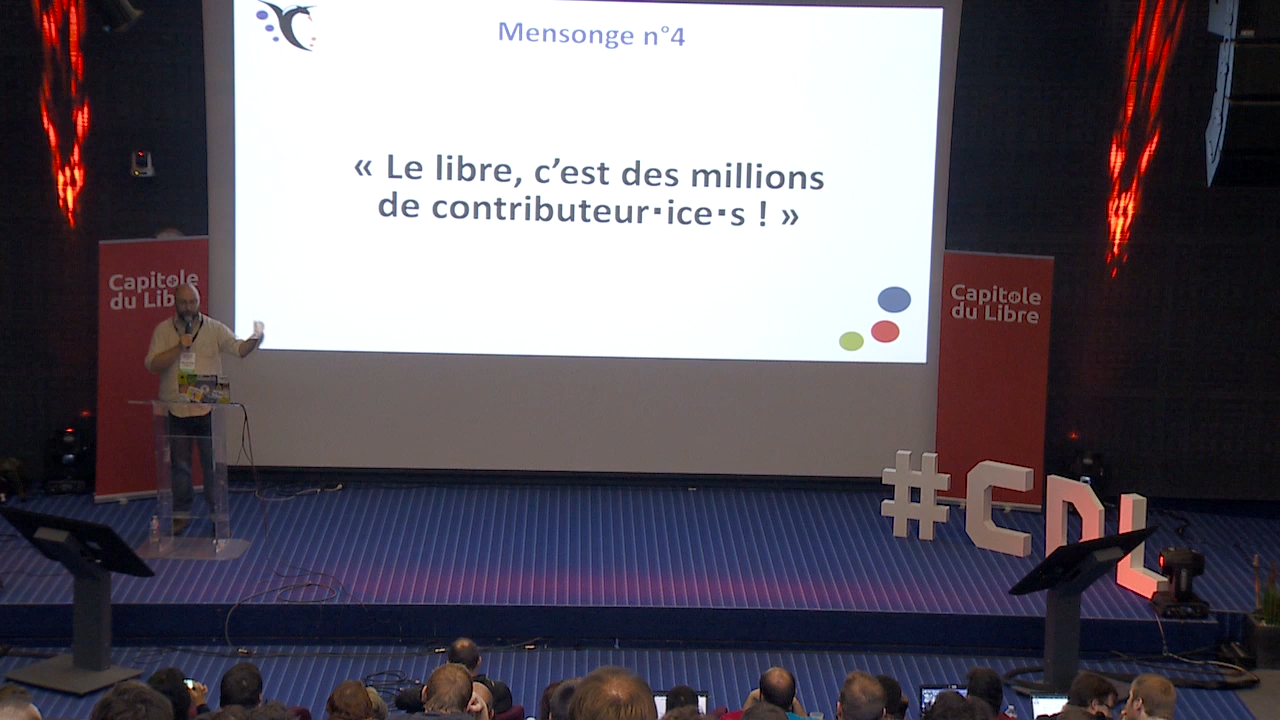 Mensonge n°4
« Le libre, c’est des millions
de contributeur·ice·s ! »
Capitole
du Libre
Capitole
du Libre
#CDL